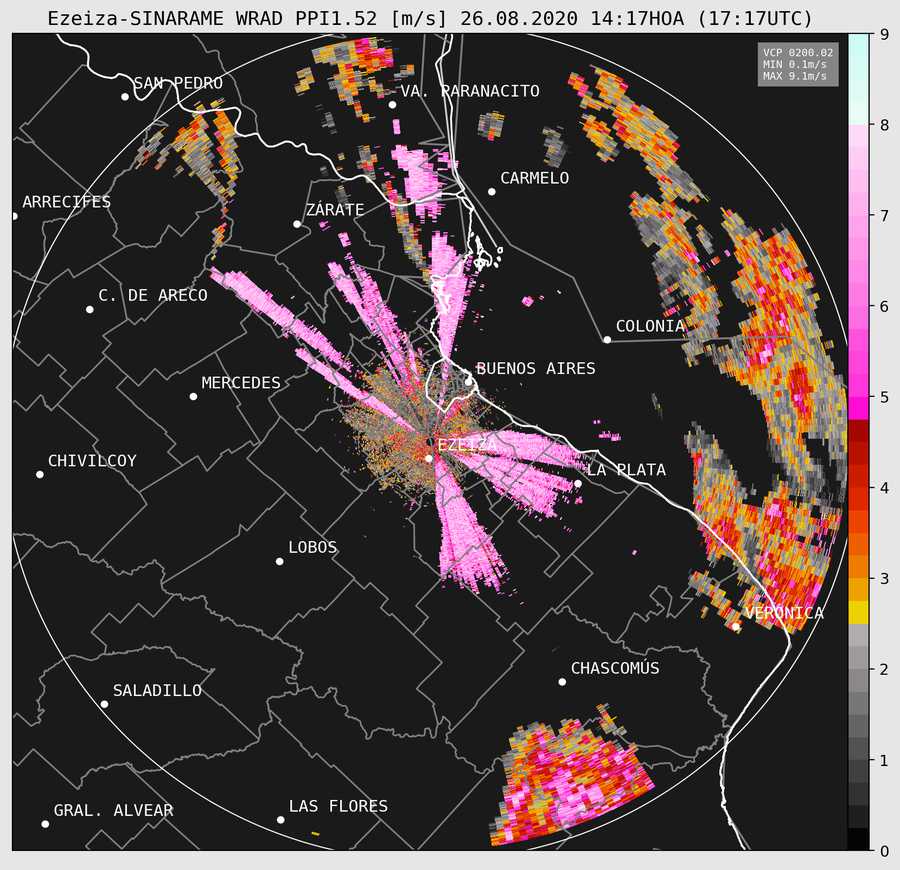 Ezeiza-SINARAME WRAD PPI1.52 [m/s] 26.08.2020 14:17HOA (17:17UTC)
VCP 0200.02
MIN 0.1m/s
MAX 9.1m/s
SAN PEDRO
VA. PARANACITO
CARMELO
ARRECIFES
ZÁRATE
C. DE ARECO
COLONIA
MERCEDES
BUENOS AIRES
EZEIZA
CHIVILCOY
LA PLATA
LOBOS
VERÓNICA
CHASCOMÚS
SALADILLO
GRAL. ALVEAR
LAS FLORES
9
8
7
6
5
4
3
2
1
0